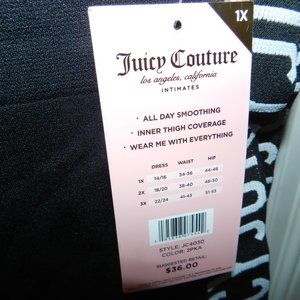 1X
Juicy Couture
los angeles, california
INTIMATES
• ALL DAY SMOOTHING
• INNER THIGH COVERAGE
• WEAR ME WITH EVERYTHING
DRESS WAIST HIP
1X 14/16 34-36 44-46
2X 18/20 38-40 48-50
3X 22/24 41-43 51-53
STYLE: JC4030
COLOR: 2PKA
SUGGESTED RETAIL:
$36.00